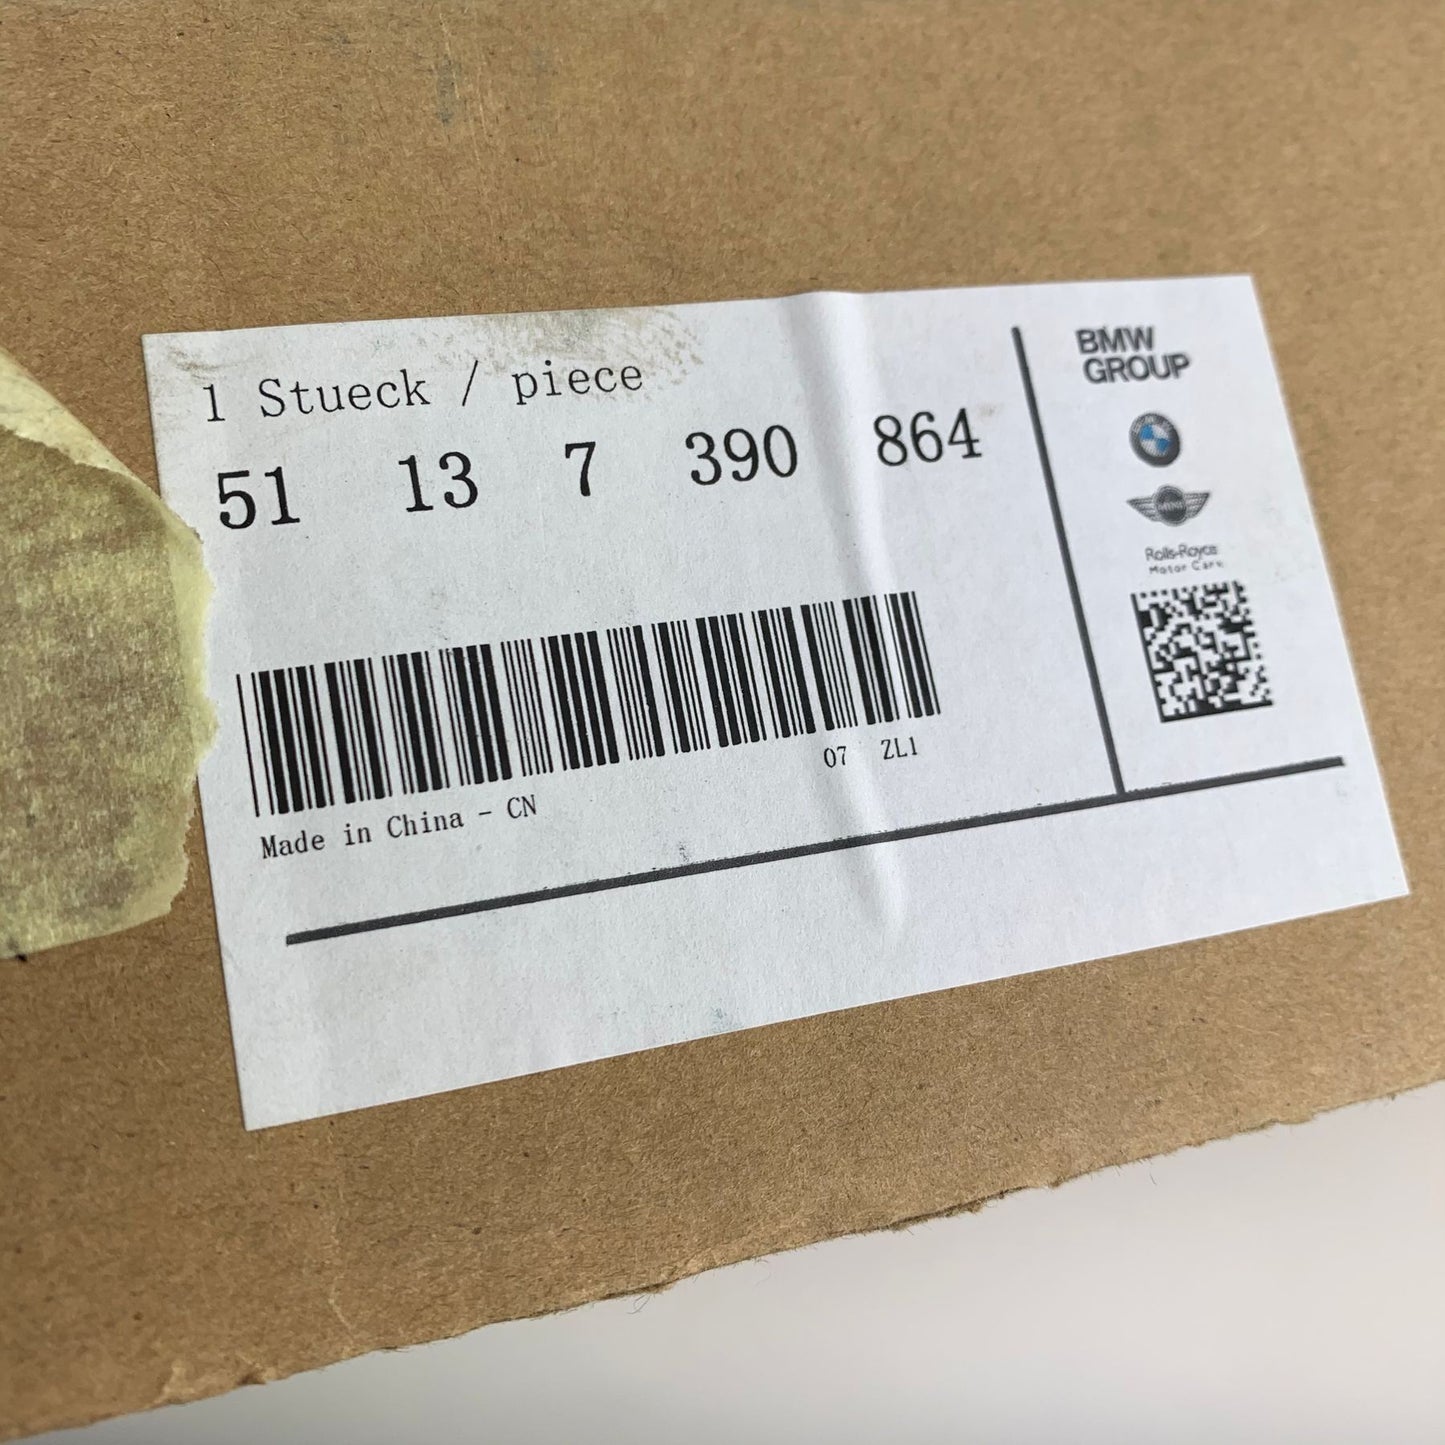 1 Stueck / piece
51 13 7 390 864
07 ZL1
Made in China - CN
BMW
GROUP
MINI
Rolls-Royce
Motor Cars